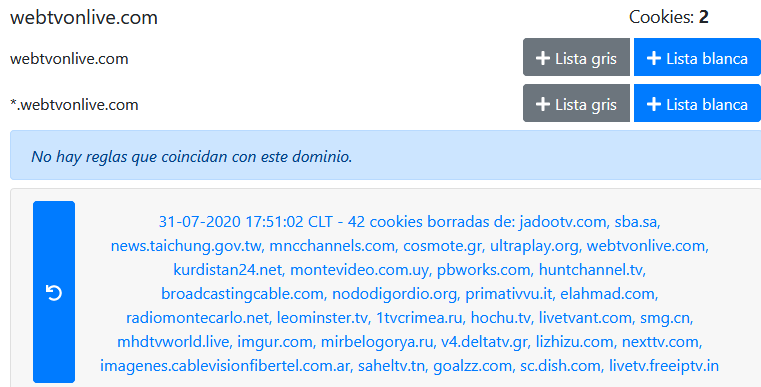 webtvonlive.com Cookies: 2
webtvonlive.com + Lista gris + Lista blanca
*.webtvonlive.com + Lista gris + Lista blanca
No hay reglas que coincidan con este dominio.
31-07-2020 17:51:02 CLT - 42 cookies borradas de: jadootv.com, sba.sa,
news.taichung.gov.tw, mncchannels.com, cosmote.gr, ultraplay.org, webtvonlive.com,
kurdistan24.net, montevideo.com.uy, pbworks.com, huntchannel.tv,
broadcastingcable.com, nododigordio.org, primativvu.it, elahmad.com,
radiomontecarlo.net, leominster.tv, 1tvcrimea.ru, hochu.tv, livetvant.com, smg.cn,
mhdtvworld.live, imgur.com, mirbelogorya.ru, v4.deltatv.gr, lizhizu.com, nexttv.com,
imagenes.cablevisionfibertel.com.ar, saheltv.tn, goalzz.com, sc.dish.com, livetv.freeiptv.in